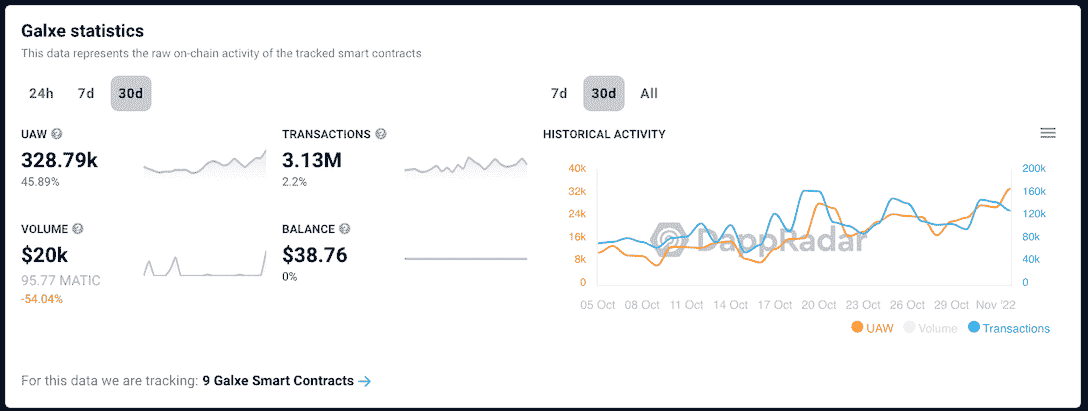 Galxe statistics
This data represents the raw on-chain activity of the tracked smart contracts
24h 7d 30d
7d 30d All
UAW
328.79k
45.89%
TRANSACTIONS
3.13M
2.2%
HISTORICAL ACTIVITY
VOLUME
$20k
95.77 MATIC
-54.04%
BALANCE
$38.76
0%
40k
32k
24k
16k
8k
0
200k
160k
120k
80k
40k
0
DappRadar
05 Oct 08 Oct 11 Oct 14 Oct 17 Oct 20 Oct 23 Oct 26 Oct 29 Oct Nov '22
UAW Volume Transactions
For this data we are tracking: 9 Galxe Smart Contracts →